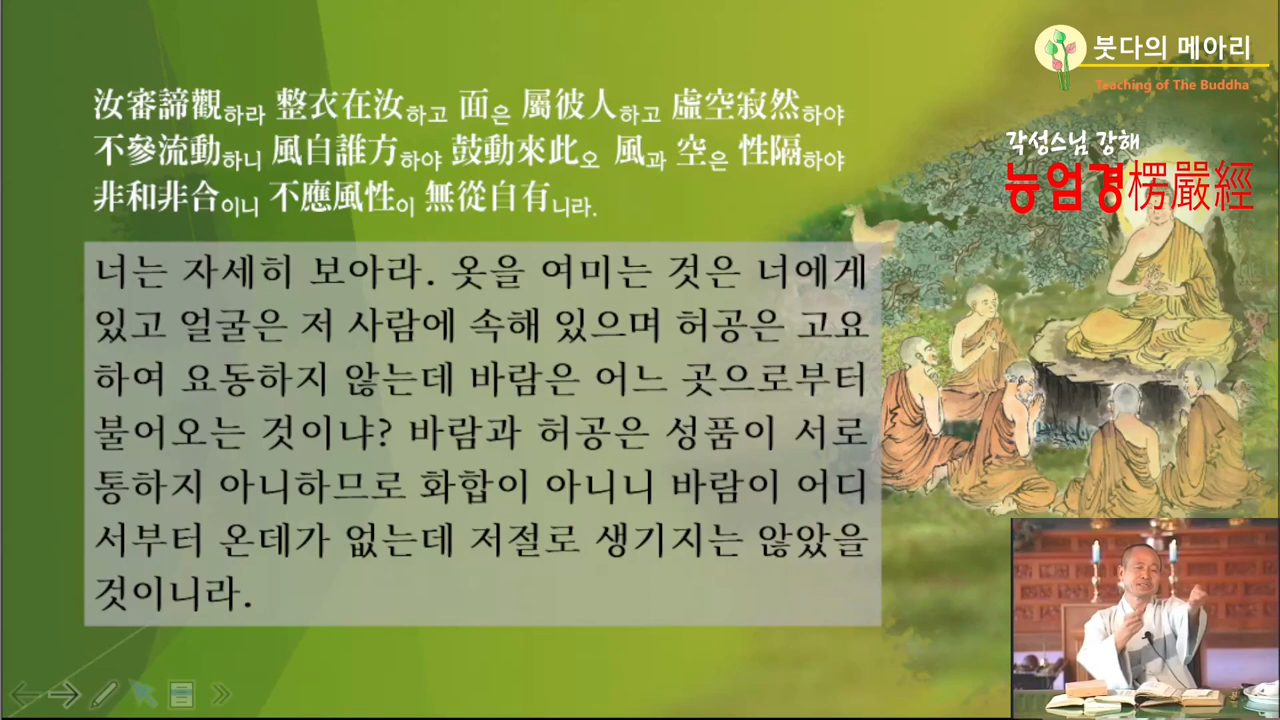 汝審諦觀하라 整衣在汝하고 面은 屬彼人하고 虛空寂然하야
不參流動하니 風自誰方하야 鼓動來此오 風과 空은 性隔하야
非和非合이니 不應風性이 無從自有니라.
너는 자세히 보아라. 옷을 여미는 것은 너에게
있고 얼굴은 저 사람에 속해 있으며 허공은 고요
하여 요동하지 않는데 바람은 어느 곳으로부터
불어오는 것이냐? 바람과 허공은 성품이 서로
통하지 아니하므로 화합이 아니니 바람이 어디
서부터 온데가 없는데 저절로 생기지는 않았을
것이니라.
붓다의 메아리
Teaching of The Buddha
각성스님 강해
능엄경楞嚴經